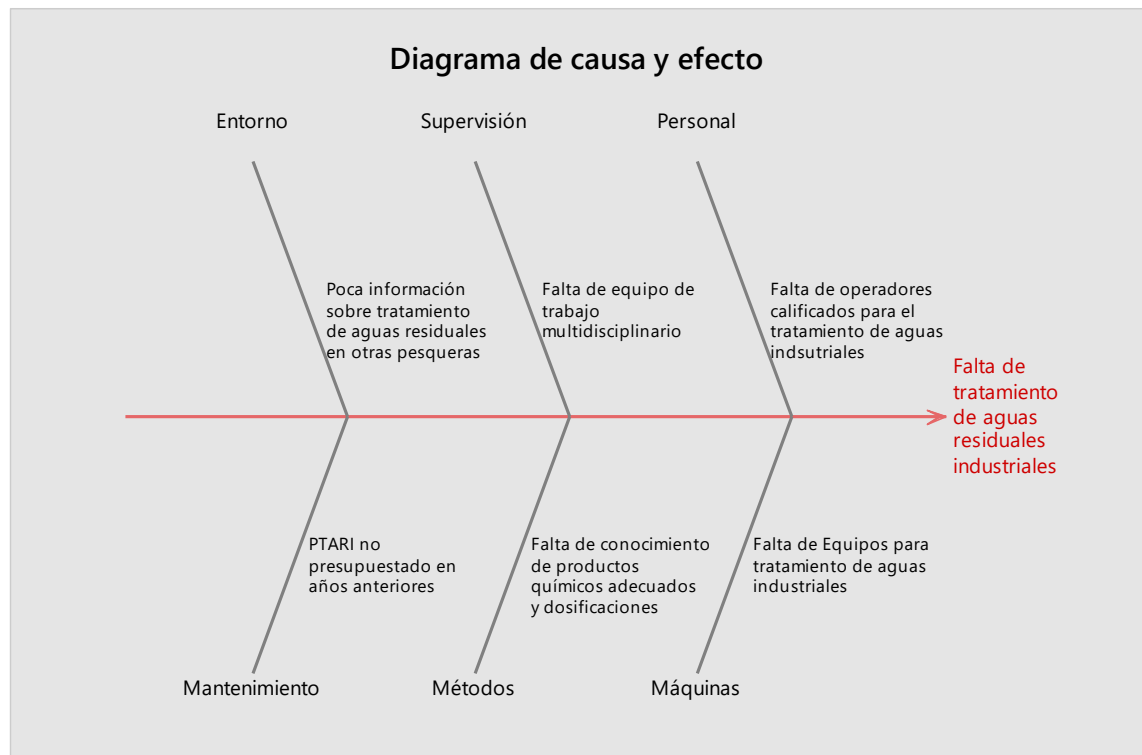 Diagrama de causa y efecto
Entorno
Supervisión
Personal
Poca información
sobre tratamiento
de aguas residuales
en otras pesqueras
Falta de equipo de
trabajo
multidisciplinario
Falta de operadores
calificados para el
tratamiento de aguas
indsutriales
Falta de
tratamiento
de aguas
residuales
industriales
PTARI no
presupuestado en
años anteriores
Falta de conocimiento
de productos
químicos adecuados
y dosificaciones
Falta de Equipos para
tratamiento de aguas
industriales
Mantenimiento
Métodos
Máquinas